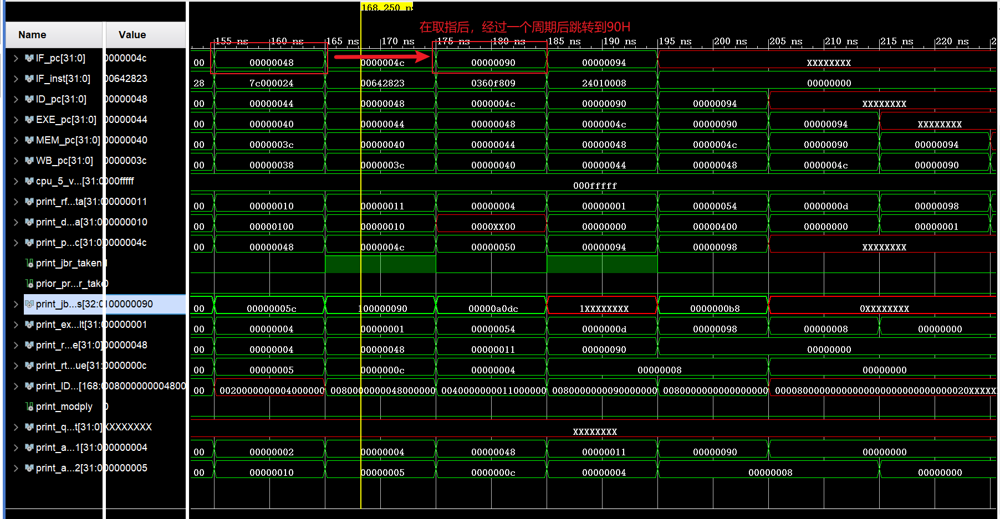 168.250 ns
在取指后，经过一个周期后跳转到90H
Name Value
155 ns 160 ns 165 ns 170 ns 175 ns 180 ns 185 ns 190 ns 195 ns 200 ns 205 ns 210 ns 215 ns 220 ns 2
IF_pc[31:0] 0000004c 00 00000048 0000004c 00000090 00000094 XXXXXXXX
IF_inst[31:0] 00642823 28 7c000024 00642823 0360f809 24010008 00000000
ID_pc[31:0] 00000048 00 00000044 00000048 0000004c 00000090 00000094 XXXXXXXX
EXE_pc[31:0] 00000044 00 00000040 00000044 00000048 0000004c 00000090 00000094 XXXXXXXX
MEM_pc[31:0] 00000040 00 0000003c 00000040 00000044 00000048 0000004c 00000090 00000094
WB_pc[31:0] 0000003c 00 00000038 0000003c 00000040 00000044 00000048 0000004c 00000090
cpu_5_v...[31:0 000fffff 000fffff
print_rf...ta[31:0 00000011 00 00000010 00000011 00000004 00000001 00000054 0000000d 00000098
print_d...a[31:0 00000010 00 00000100 00000010 0000XX00 00000000 00000400 00000000 00000001
print_p...c[31:0 0000004c 00 00000048 0000004c 00000050 00000094 00000098 XXXXXXXX
print_jbr_taken 1
prior_pr...r_take 0
print_jb...s[32:0 100000090 00 00000005c 100000090 00000a0dc 1XXXXXXXX 0000000b8 0XXXXXXXX
print_ex...lt[31:0 00000001 00 00000004 00000001 00000054 0000000d 00000098 00000008 00000000
print_r...e[31:0] 00000048 00 00000004 00000048 00000011 00000090 00000000
print_rt...ue[31: 0000000c 00 00000005 0000000c 00000004 00000008 00000000
print_ID...[168: 00
print_modply 0
print_q...t[31:0] XXXXXXXX XXXXXXXX
print_a...1[31:0 00000004 00 00000002 00000004 00000048 00000011 00000090 00000000
print_a...2[31:0 00000005 00 00000010 00000005 0000000c 00000004 00000008 00000000